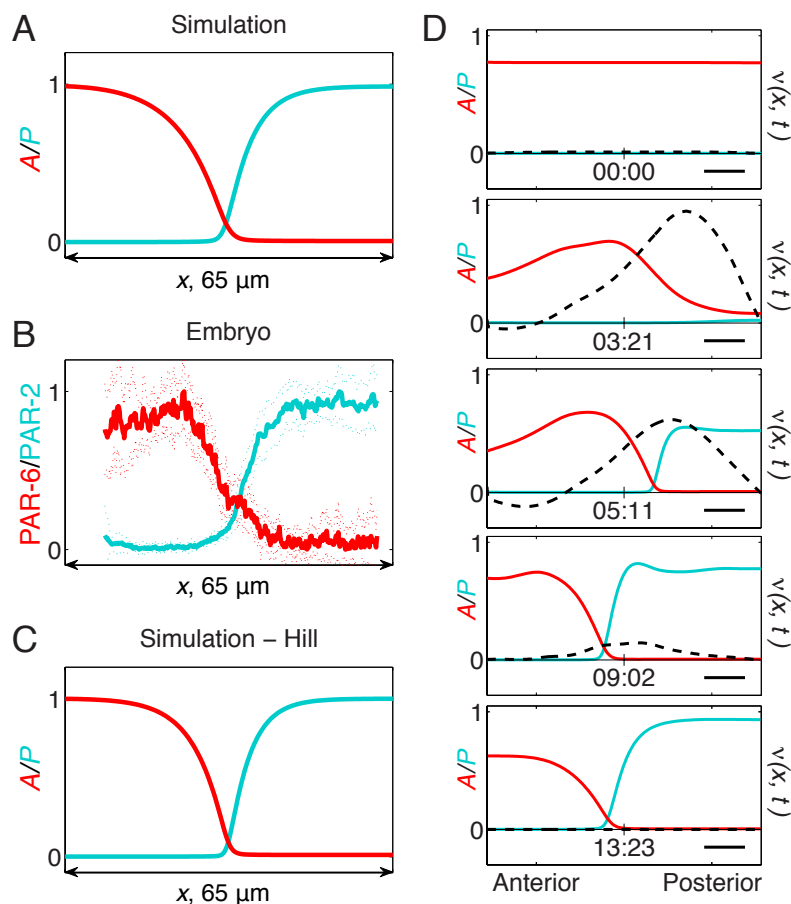 A
Simulation
1
A/P
0
x, 65 µm
B
Embryo
1
PAR-6/PAR-2
0
x, 65 µm
C
Simulation – Hill
1
A/P
0
x, 65 µm
D
1
A/P
v(x, t)
0
00:00
1
A/P
v(x, t)
0
03:21
1
A/P
v(x, t)
0
05:11
1
A/P
v(x, t)
0
09:02
1
A/P
v(x, t)
0
13:23
Anterior Posterior